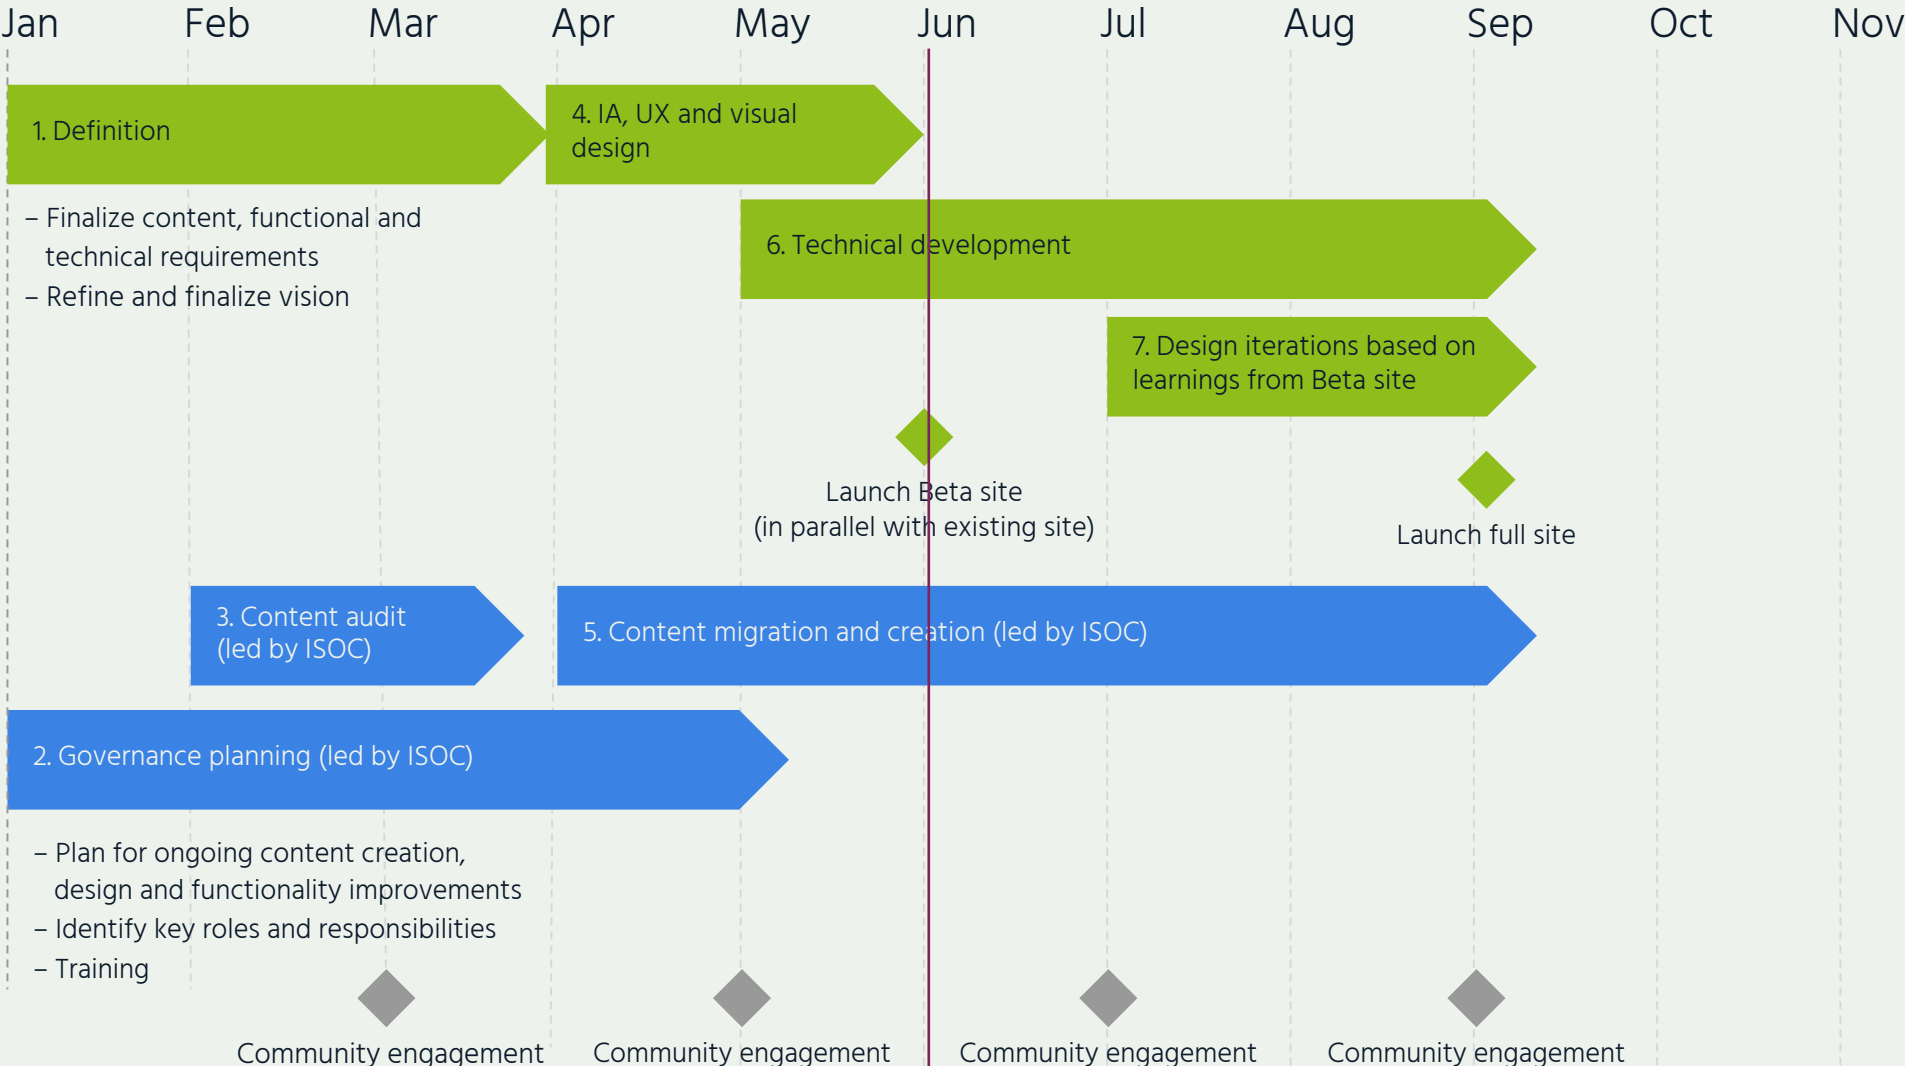 Jan Feb Mar Apr May Jun Jul Aug Sep Oct Nov
1. Definition
4. IA, UX and visual
design
– Finalize content, functional and
technical requirements
– Refine and finalize vision
6. Technical development
7. Design iterations based on
learnings from Beta site
Launch Beta site
(in parallel with existing site)
Launch full site
3. Content audit
(led by ISOC)
5. Content migration and creation (led by ISOC)
2. Governance planning (led by ISOC)
– Plan for ongoing content creation,
design and functionality improvements
– Identify key roles and responsibilities
– Training
Community engagement Community engagement Community engagement Community engagement